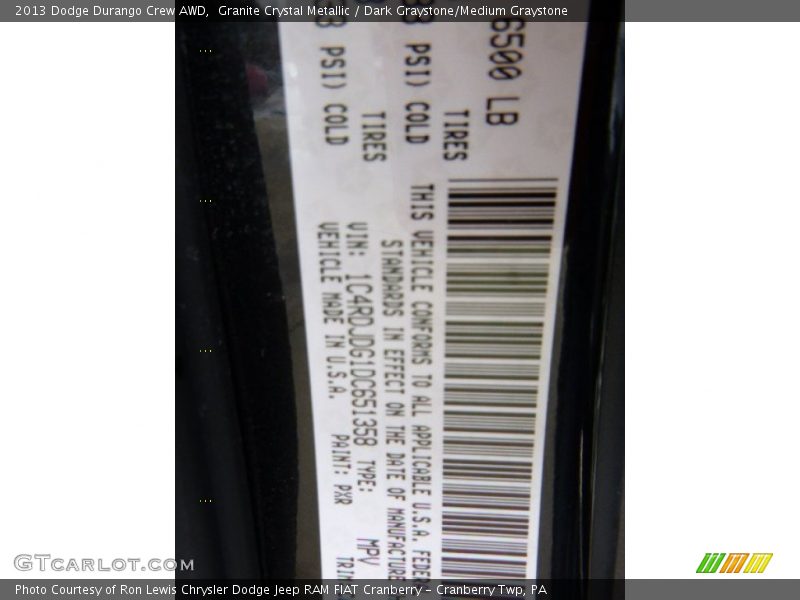 2013 Dodge Durango Crew AWD, Granite Crystal Metallic / Dark Graystone/Medium Graystone
6500 LB
TIRES
PSI) COLD
TIRES
PSI) COLD
THIS VEHICLE CONFORMS TO ALL APPLICABLE U.S.A. FEDER
STANDARDS IN EFFECT ON THE DATE OF MANUFACTURE
VIN: 1C4RDJDG1DC651358 TYPE: MPV
VEHICLE MADE IN U.S.A. PAINT: PXR TRIM
GTCarlot.com
Photo Courtesy of Ron Lewis Chrysler Dodge Jeep RAM FIAT Cranberry – Cranberry Twp, PA